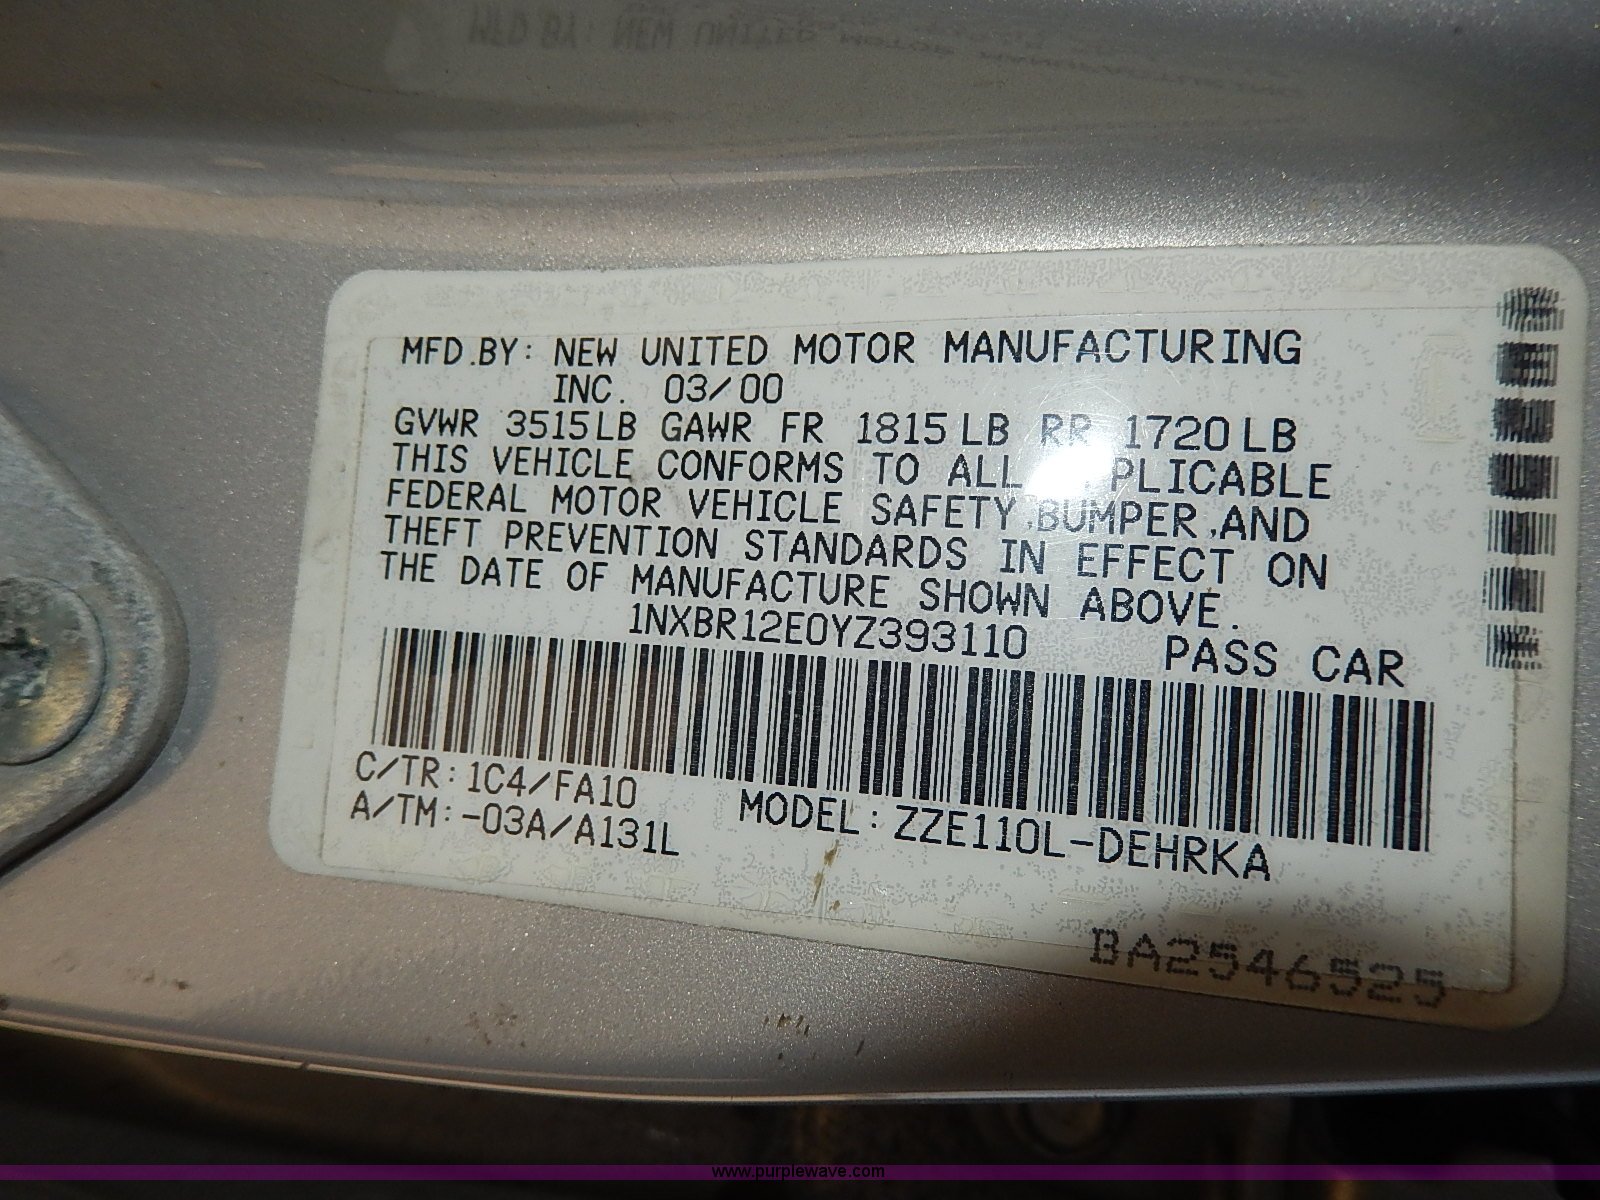 MFD.BY: NEW UNITED MOTOR MANUFACTURING
INC. 03/00
GVWR 3515LB GAWR FR 1815LB RR 1720LB
THIS VEHICLE CONFORMS TO ALL APPLICABLE
FEDERAL MOTOR VEHICLE SAFETY,BUMPER,AND
THEFT PREVENTION STANDARDS IN EFFECT ON
THE DATE OF MANUFACTURE SHOWN ABOVE.
1NXBR12E0YZ393110 PASS CAR
C/TR:1C4/FA10
A/TM:-03A/A131L MODEL:ZZE110L-DEHRKA
BA2546525
www.purplewave.com